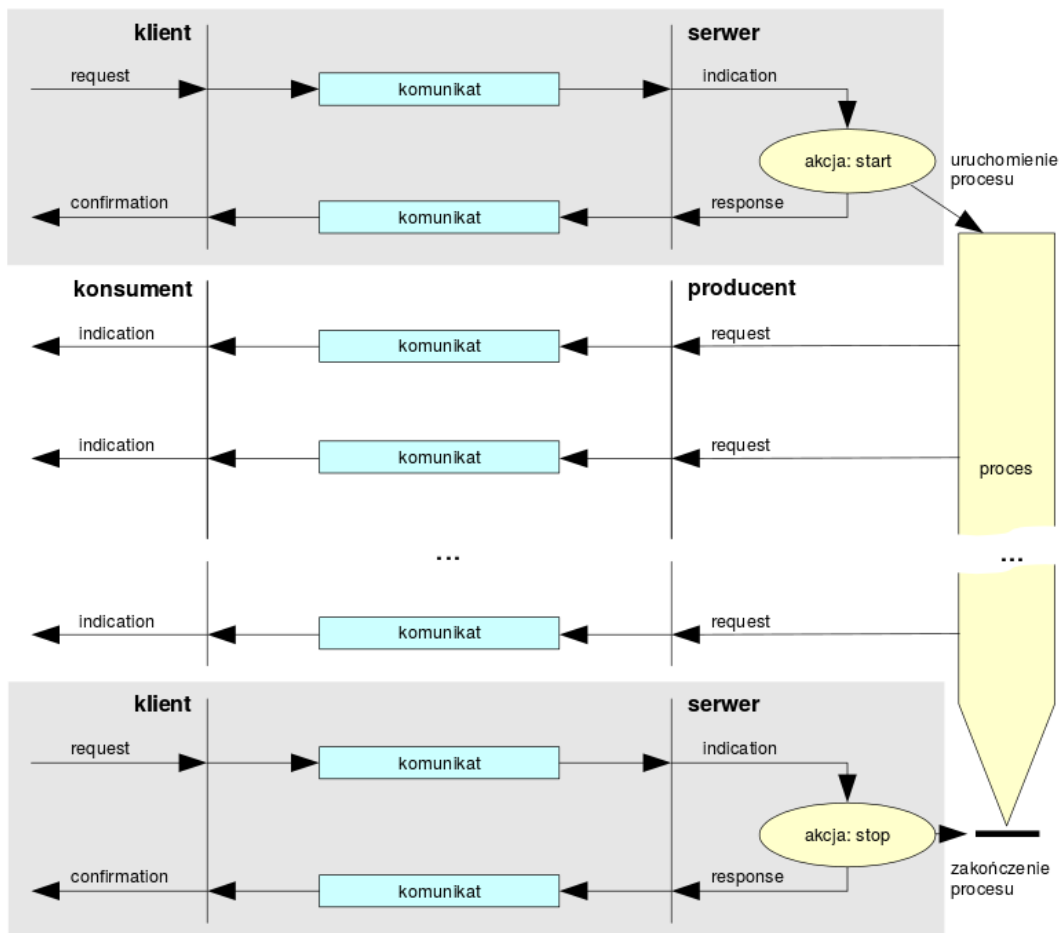 klient
serwer
request
komunikat
indication
akcja: start
uruchomienie
procesu
confirmation
komunikat
response
konsument
producent
indication
komunikat
request
indication
komunikat
request
proces
...
...
indication
komunikat
request
klient
serwer
request
komunikat
indication
akcja: stop
zakończenie
procesu
confirmation
komunikat
response